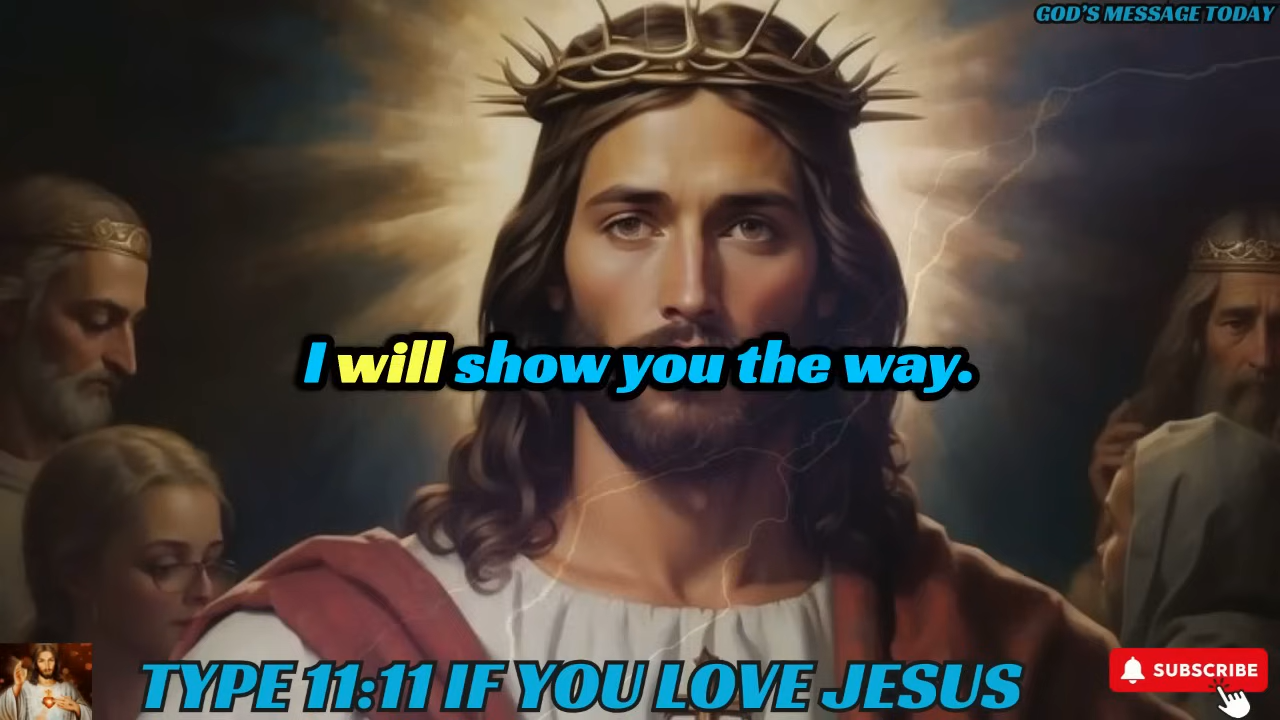 GOD'S MESSAGE TODAY
I will show you the way.
TYPE 11:11 IF YOU LOVE JESUS
SUBSCRIBE